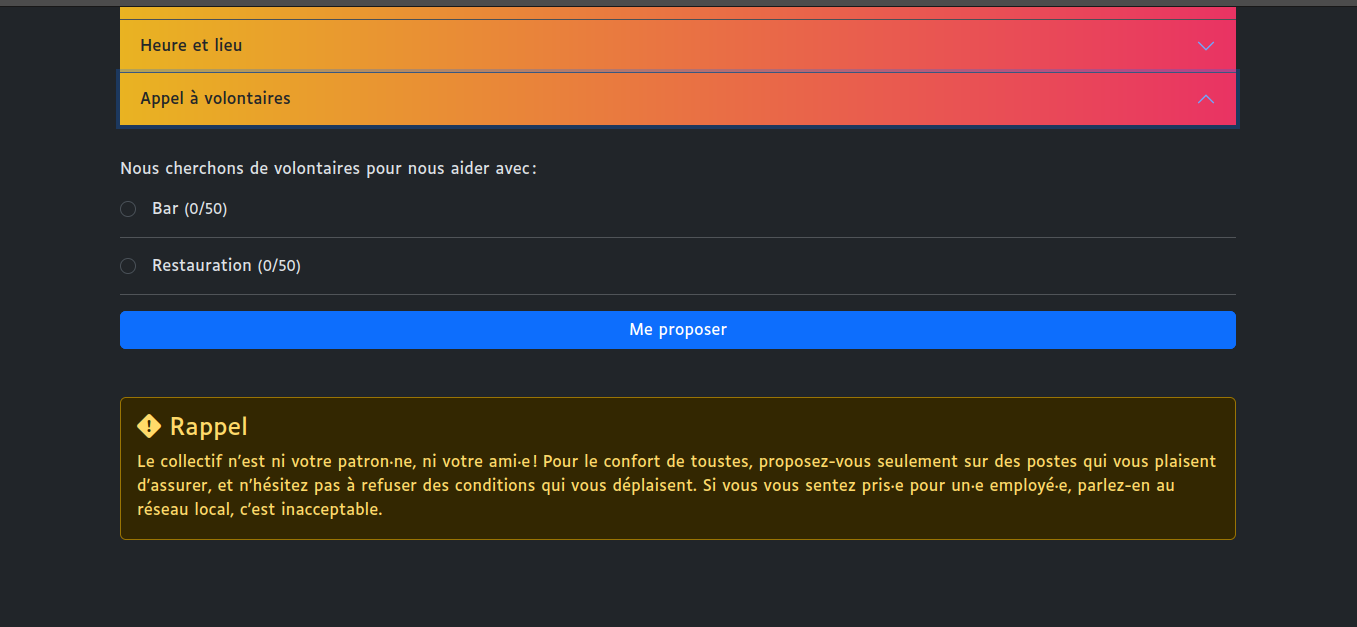 Heure et lieu
Appel à volontaires
Nous cherchons de volontaires pour nous aider avec :
Bar (0/50)
Restauration (0/50)
Me proposer
Rappel
Le collectif n’est ni votre patron·ne, ni votre ami·e ! Pour le confort de toustes, proposez-vous seulement sur des postes qui vous plaisent
d’assurer, et n’hésitez pas à refuser des conditions qui vous déplaisent. Si vous vous sentez pris·e pour un·e employé·e, parlez-en au
réseau local, c’est inacceptable.